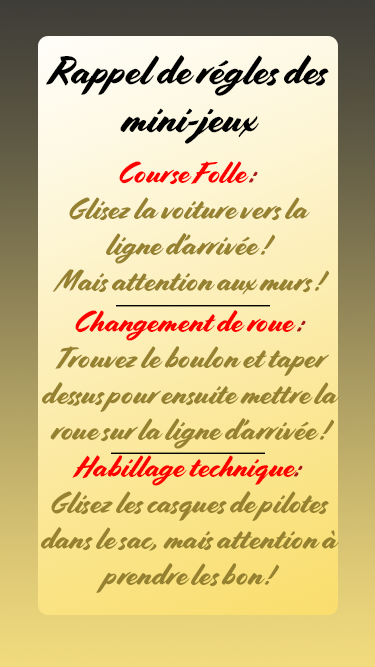 Rappel de régles des
mini-jeux
Course Folle :
Glisez la voiture vers la
ligne d'arrivée !
Mais attention aux murs !
Changement de roue :
Trouvez le boulon et taper
dessus pour ensuite mettre la
roue sur la ligne d'arrivée !
Habillage technique:
Glisez les casques de pilotes
dans le sac, mais attention à
prendre les bon !